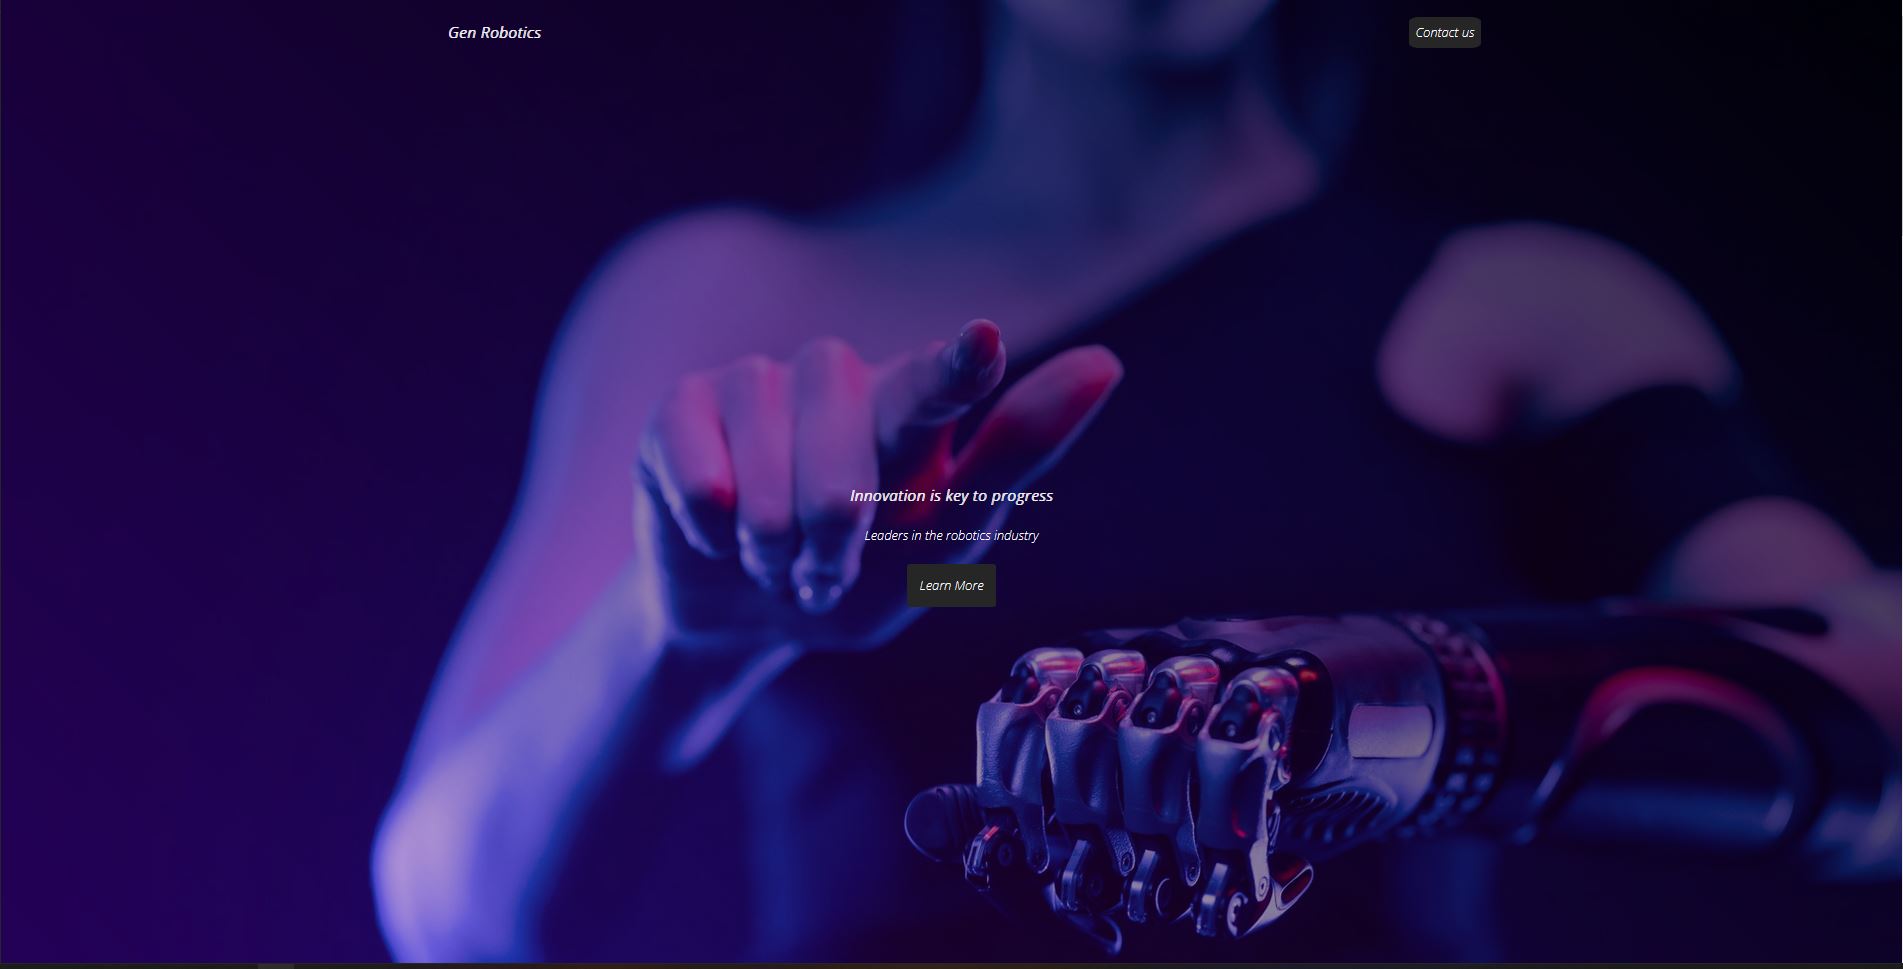 Gen Robotics
Contact us
Innovation is key to progress
Leaders in the robotics industry
Learn More